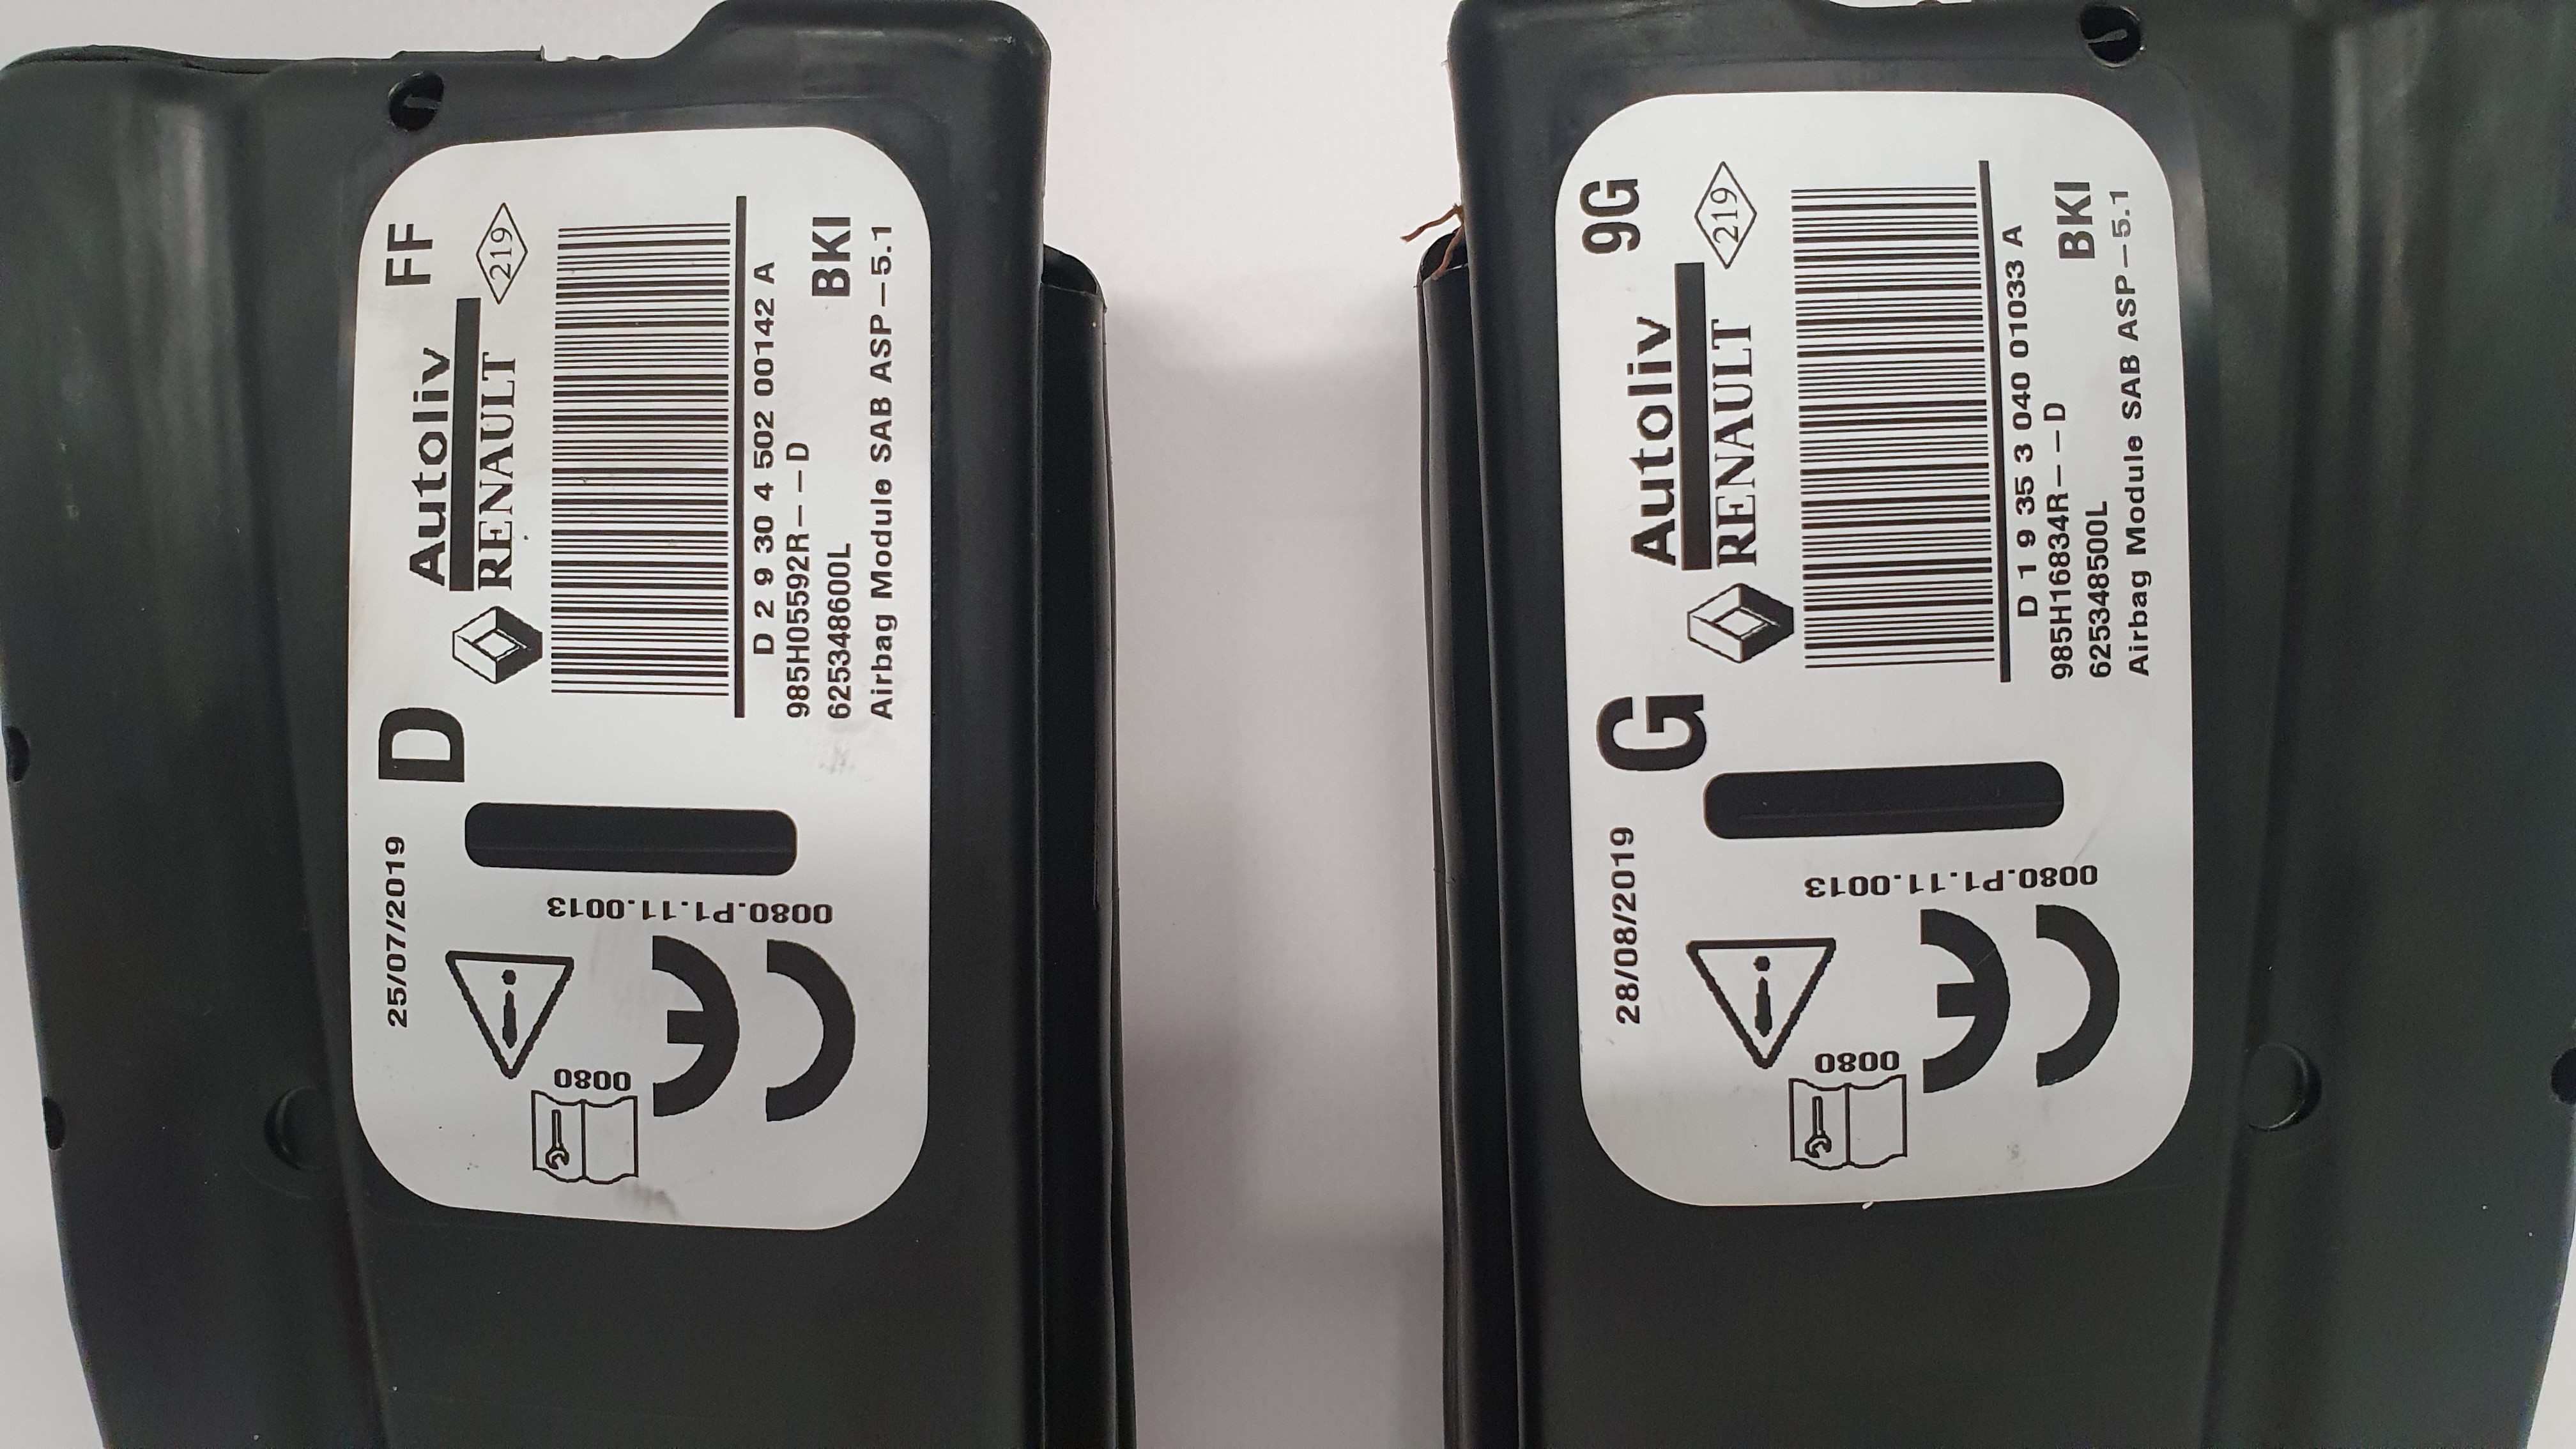 25/07/2019 D FF
Autoliv
RENAULT 219
D 2 9 30 4 502 00142 A
985H05592R−−D
625348600L BKI
Airbag Module SAB ASP−5.1
0080.P1.11.0013
CE
0080
28/08/2019 G 9G
Autoliv
RENAULT 219
D 1 9 35 3 040 01033 A
985H16834R−−D
625348500L BKI
Airbag Module SAB ASP−5.1
0080.P1.11.0013
CE
0080